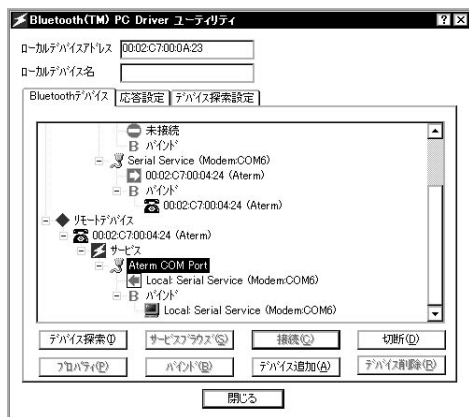 Bluetooth(TM) PC Driver ユーティリティ
ローカルデバイスアドレス 00:02:C7:00:0A:23
ローカルデバイス名
Bluetoothデバイス 応答設定 デバイス探索設定
未接続
B バインド
Serial Service (Modem:COM6)
00:02:C7:00:04:24 (Aterm)
B バインド
00:02:C7:00:04:24 (Aterm)
リモートデバイス
00:02:C7:00:04:24 (Aterm)
サービス
Aterm COM Port
Local: Serial Service (Modem:COM6)
B バインド
Local: Serial Service (Modem:COM6)
デバイス探索(I) サービスブラウズ(S) 接続(C) 切断(D)
プロパティ(P) バインド(B) デバイス追加(A) デバイス削除(R)
閉じる